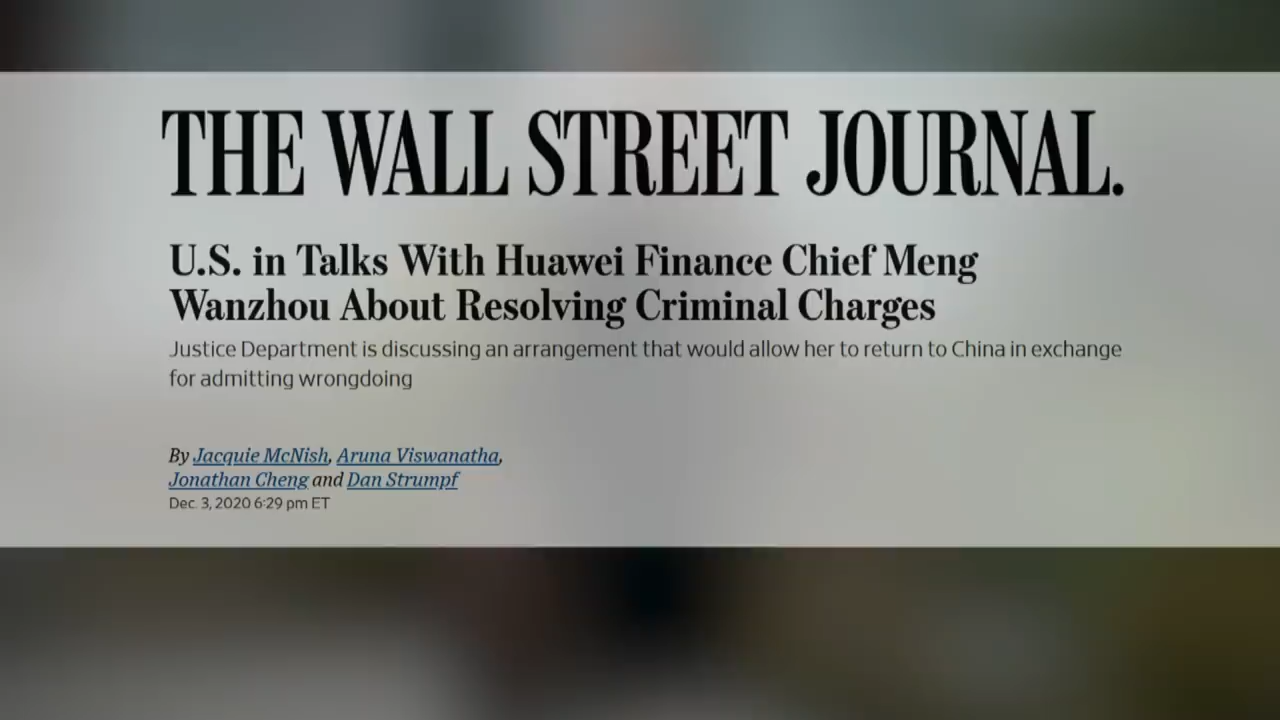 THE WALL STREET JOURNAL.
U.S. in Talks With Huawei Finance Chief Meng
Wanzhou About Resolving Criminal Charges
Justice Department is discussing an arrangement that would allow her to return to China in exchange
for admitting wrongdoing
By Jacquie McNish, Aruna Viswanatha,
Jonathan Cheng and Dan Strumpf
Dec. 3, 2020 6:29 pm ET